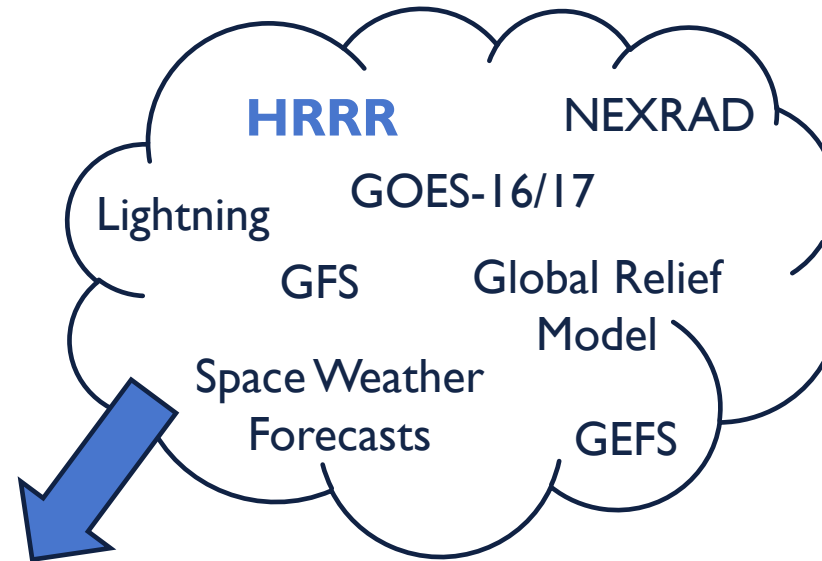 HRRR
NEXRAD
GOES-16/17
Lightning
GFS
Global Relief
Model
Space Weather
Forecasts
GEFS